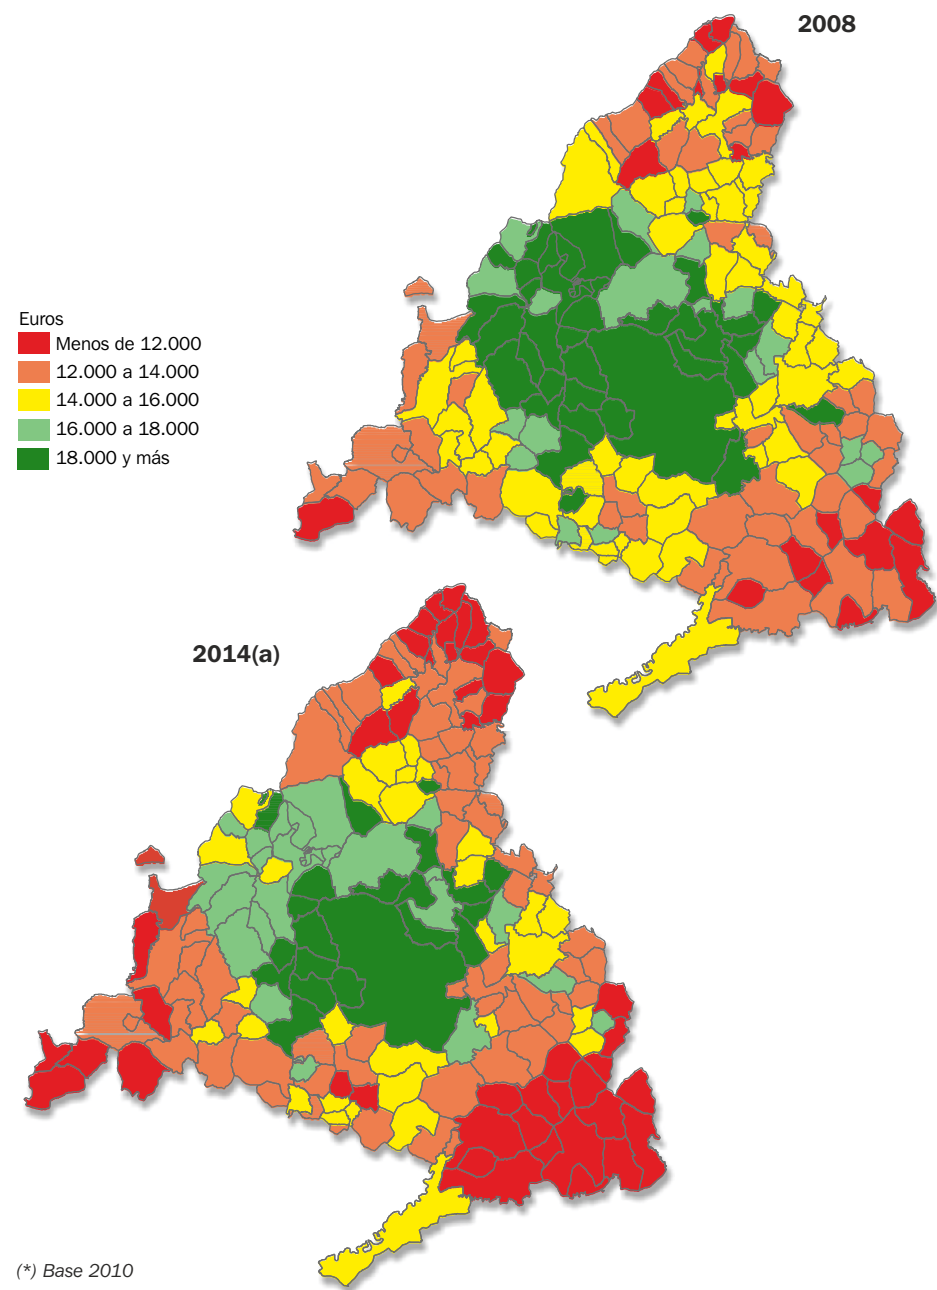 2008
Euros
Menos de 12.000
12.000 a 14.000
14.000 a 16.000
16.000 a 18.000
18.000 y más
2014(a)
(*) Base 2010